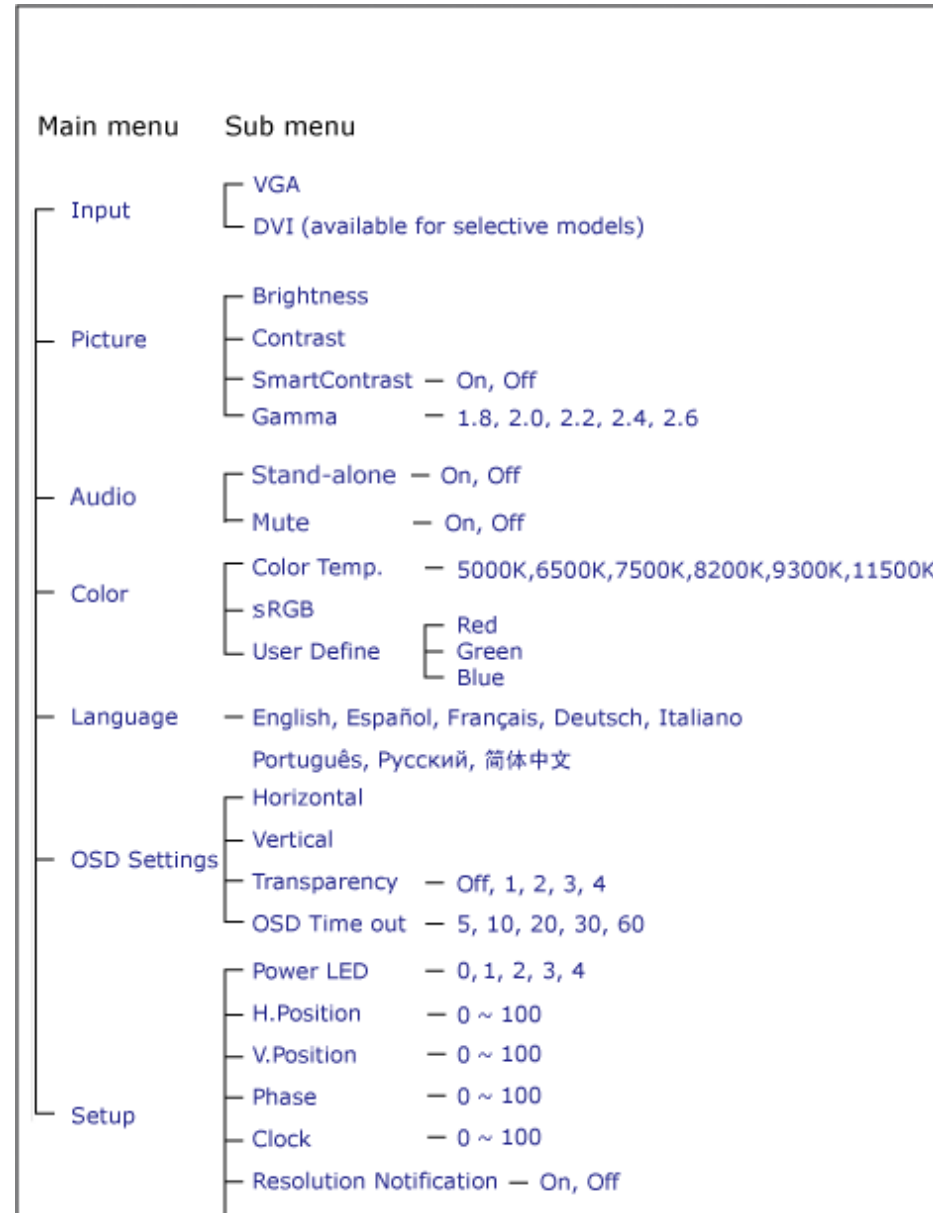 Main menu Sub menu
Input
VGA
DVI (available for selective models)
Picture
Brightness
Contrast
SmartContrast — On, Off
Gamma — 1.8, 2.0, 2.2, 2.4, 2.6
Audio
Stand-alone — On, Off
Mute — On, Off
Color
Color Temp. — 5000K,6500K,7500K,8200K,9300K,11500K
sRGB
User Define
Red
Green
Blue
Language — English, Español, Français, Deutsch, Italiano
Português, Русский, 简体中文
OSD Settings
Horizontal
Vertical
Transparency — Off, 1, 2, 3, 4
OSD Time out — 5, 10, 20, 30, 60
Setup
Power LED — 0, 1, 2, 3, 4
H.Position — 0 ~ 100
V.Position — 0 ~ 100
Phase — 0 ~ 100
Clock — 0 ~ 100
Resolution Notification — On, Off